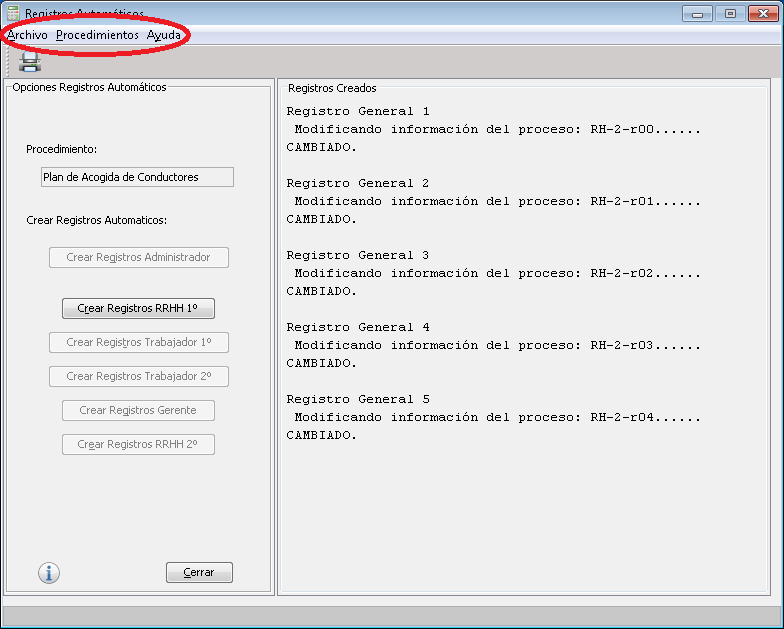 Registros Automáticos
Archivo Procedimientos Ayuda
Opciones Registros Automáticos
Procedimiento:
Plan de Acogida de Conductores
Crear Registros Automaticos:
Crear Registros Administrador
Crear Registros RRHH 1º
Crear Registros Trabajador 1º
Crear Registros Trabajador 2º
Crear Registros Gerente
Crear Registros RRHH 2º
Cerrar
Registros Creados
Registro General 1
Modificando información del proceso: RH-2-r00......
CAMBIADO.
Registro General 2
Modificando información del proceso: RH-2-r01......
CAMBIADO.
Registro General 3
Modificando información del proceso: RH-2-r02......
CAMBIADO.
Registro General 4
Modificando información del proceso: RH-2-r03......
CAMBIADO.
Registro General 5
Modificando información del proceso: RH-2-r04......
CAMBIADO.